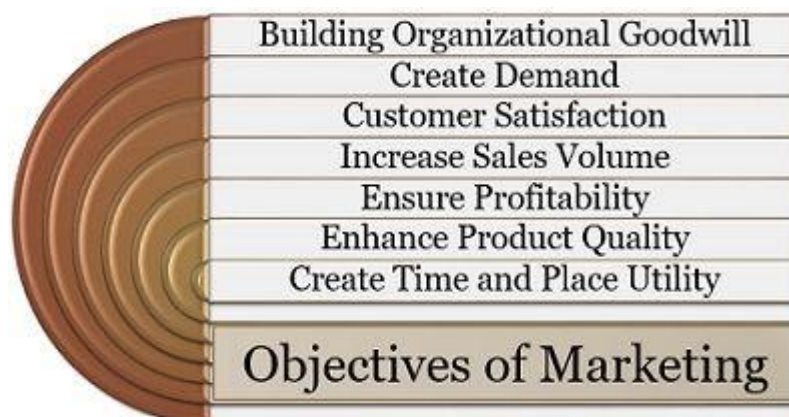 Building Organizational Goodwill
Create Demand
Customer Satisfaction
Increase Sales Volume
Ensure Profitability
Enhance Product Quality
Create Time and Place Utility
Objectives of Marketing